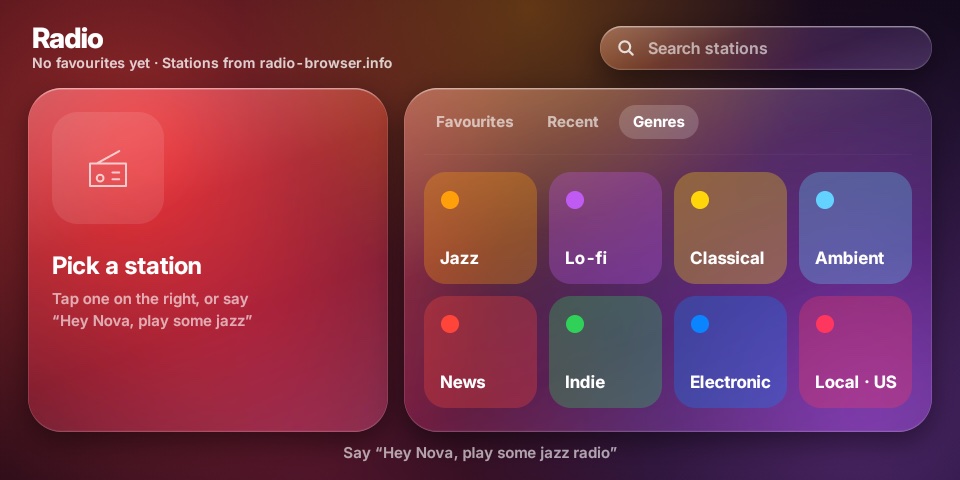 Radio
No favourites yet · Stations from radio-browser.info
Search stations
Pick a station
Tap one on the right, or say
“Hey Nova, play some jazz”
Favourites Recent Genres
Jazz Lo-fi Classical Ambient
News Indie Electronic Local · US
Say “Hey Nova, play some jazz radio”